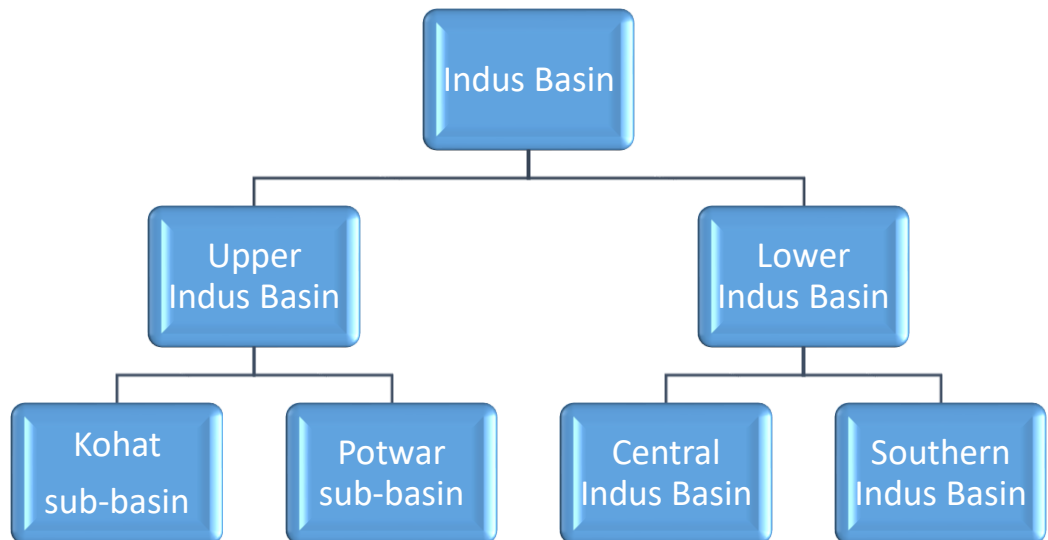 Indus Basin
Upper
Indus Basin
Lower
Indus Basin
Kohat
sub-basin
Potwar
sub-basin
Central
Indus Basin
Southern
Indus Basin